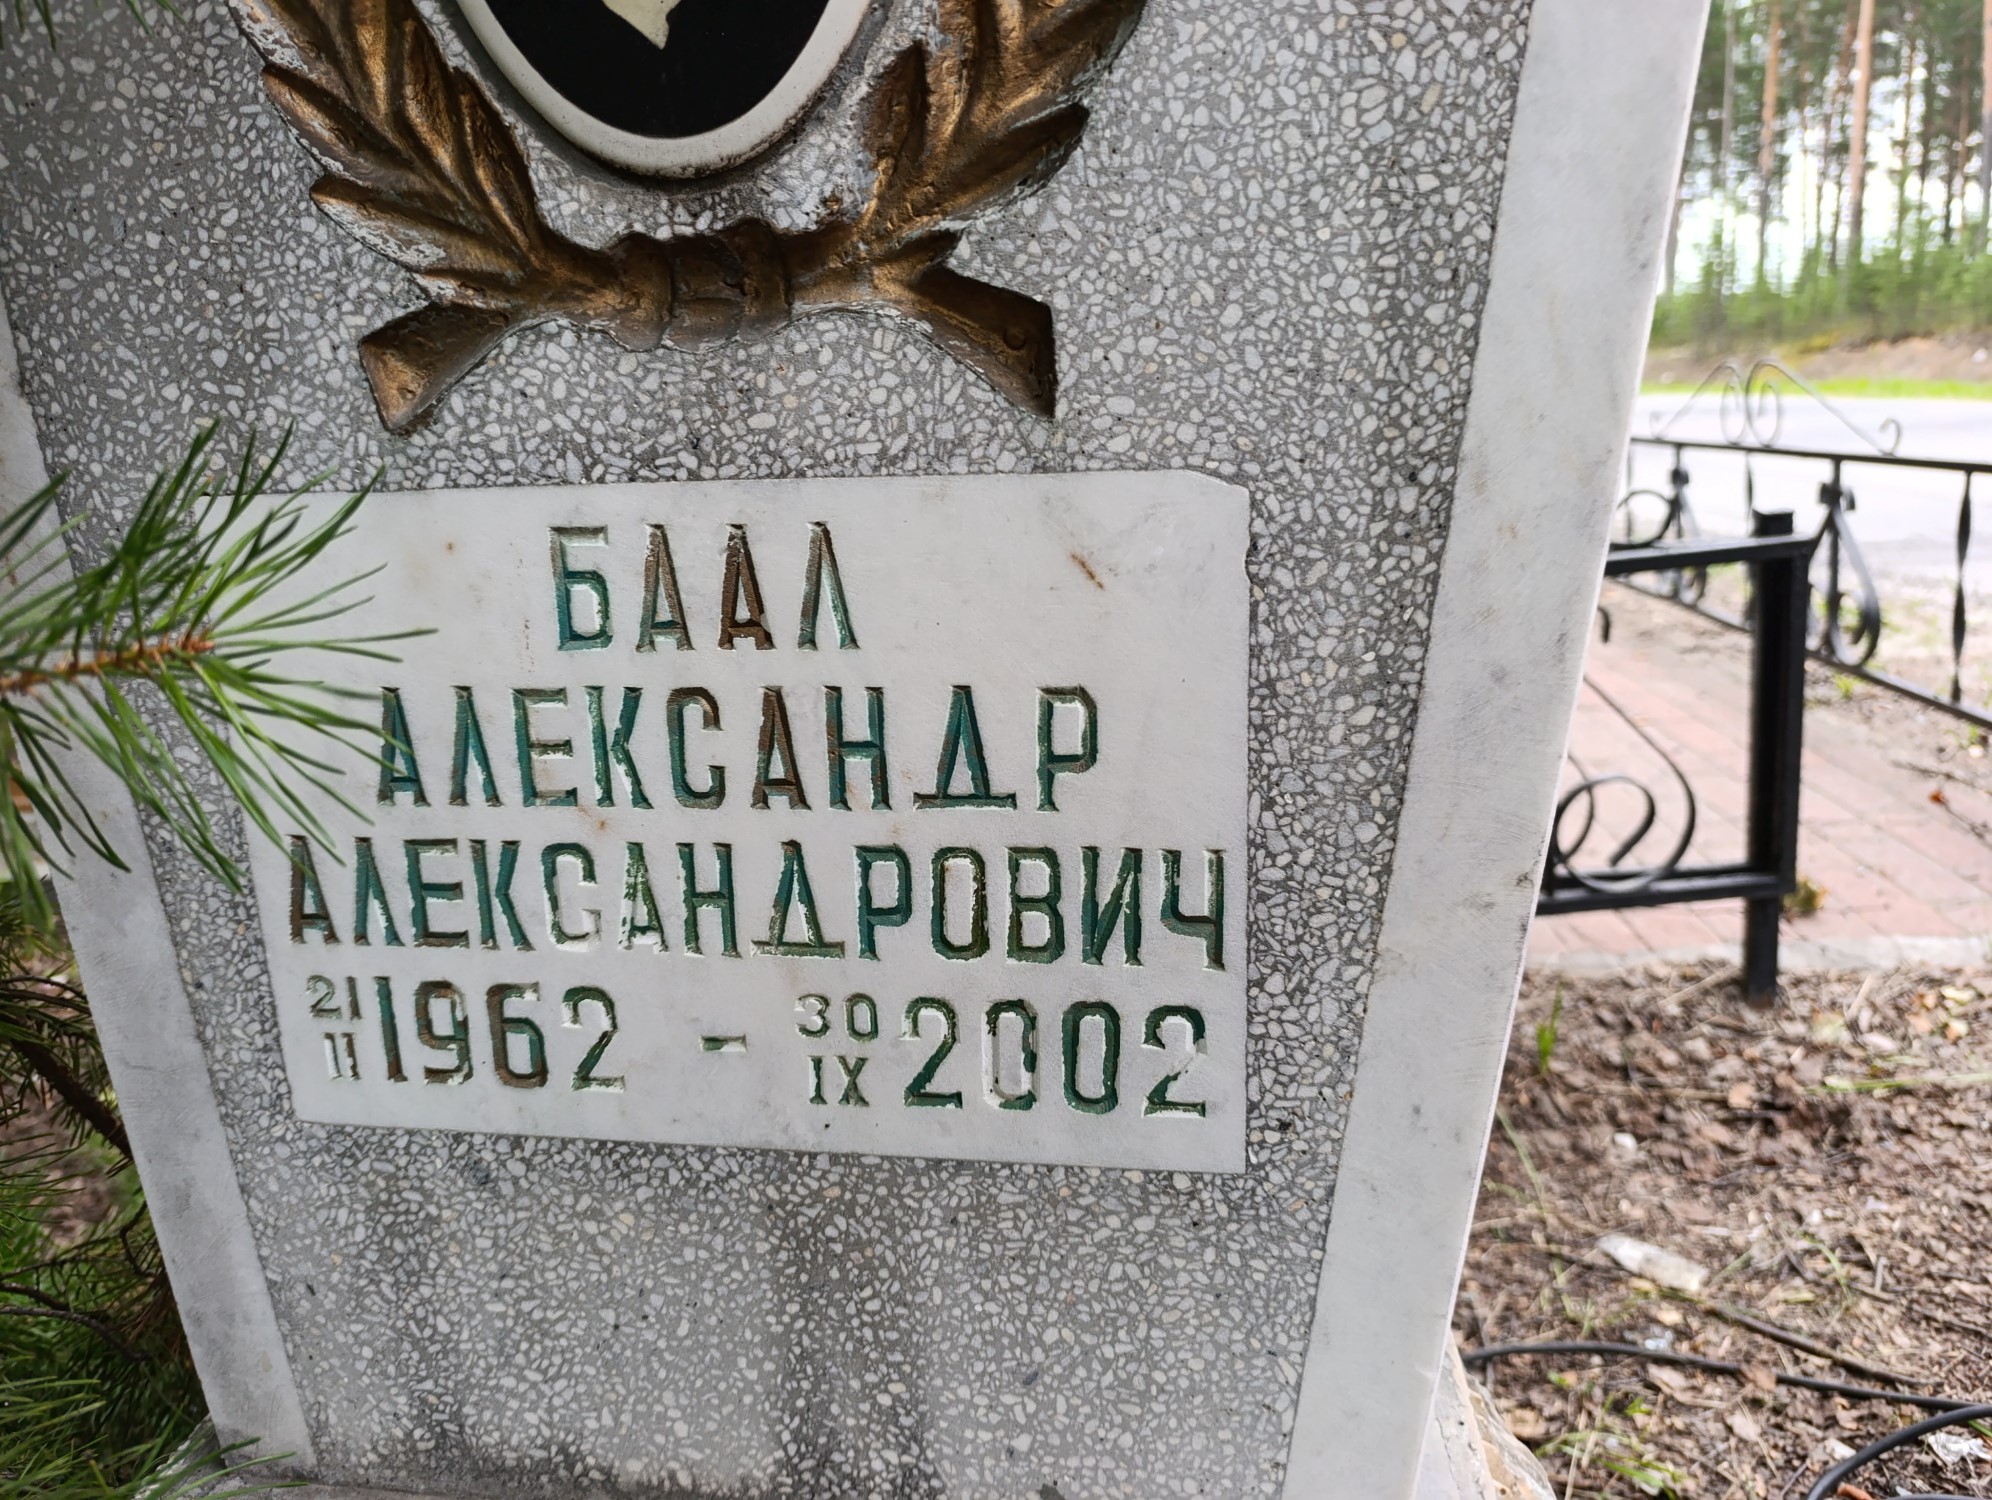 БААЛ
АЛЕКСАНДР
АЛЕКСАНДРОВИЧ
21/II 1962 - 30/IX 2002